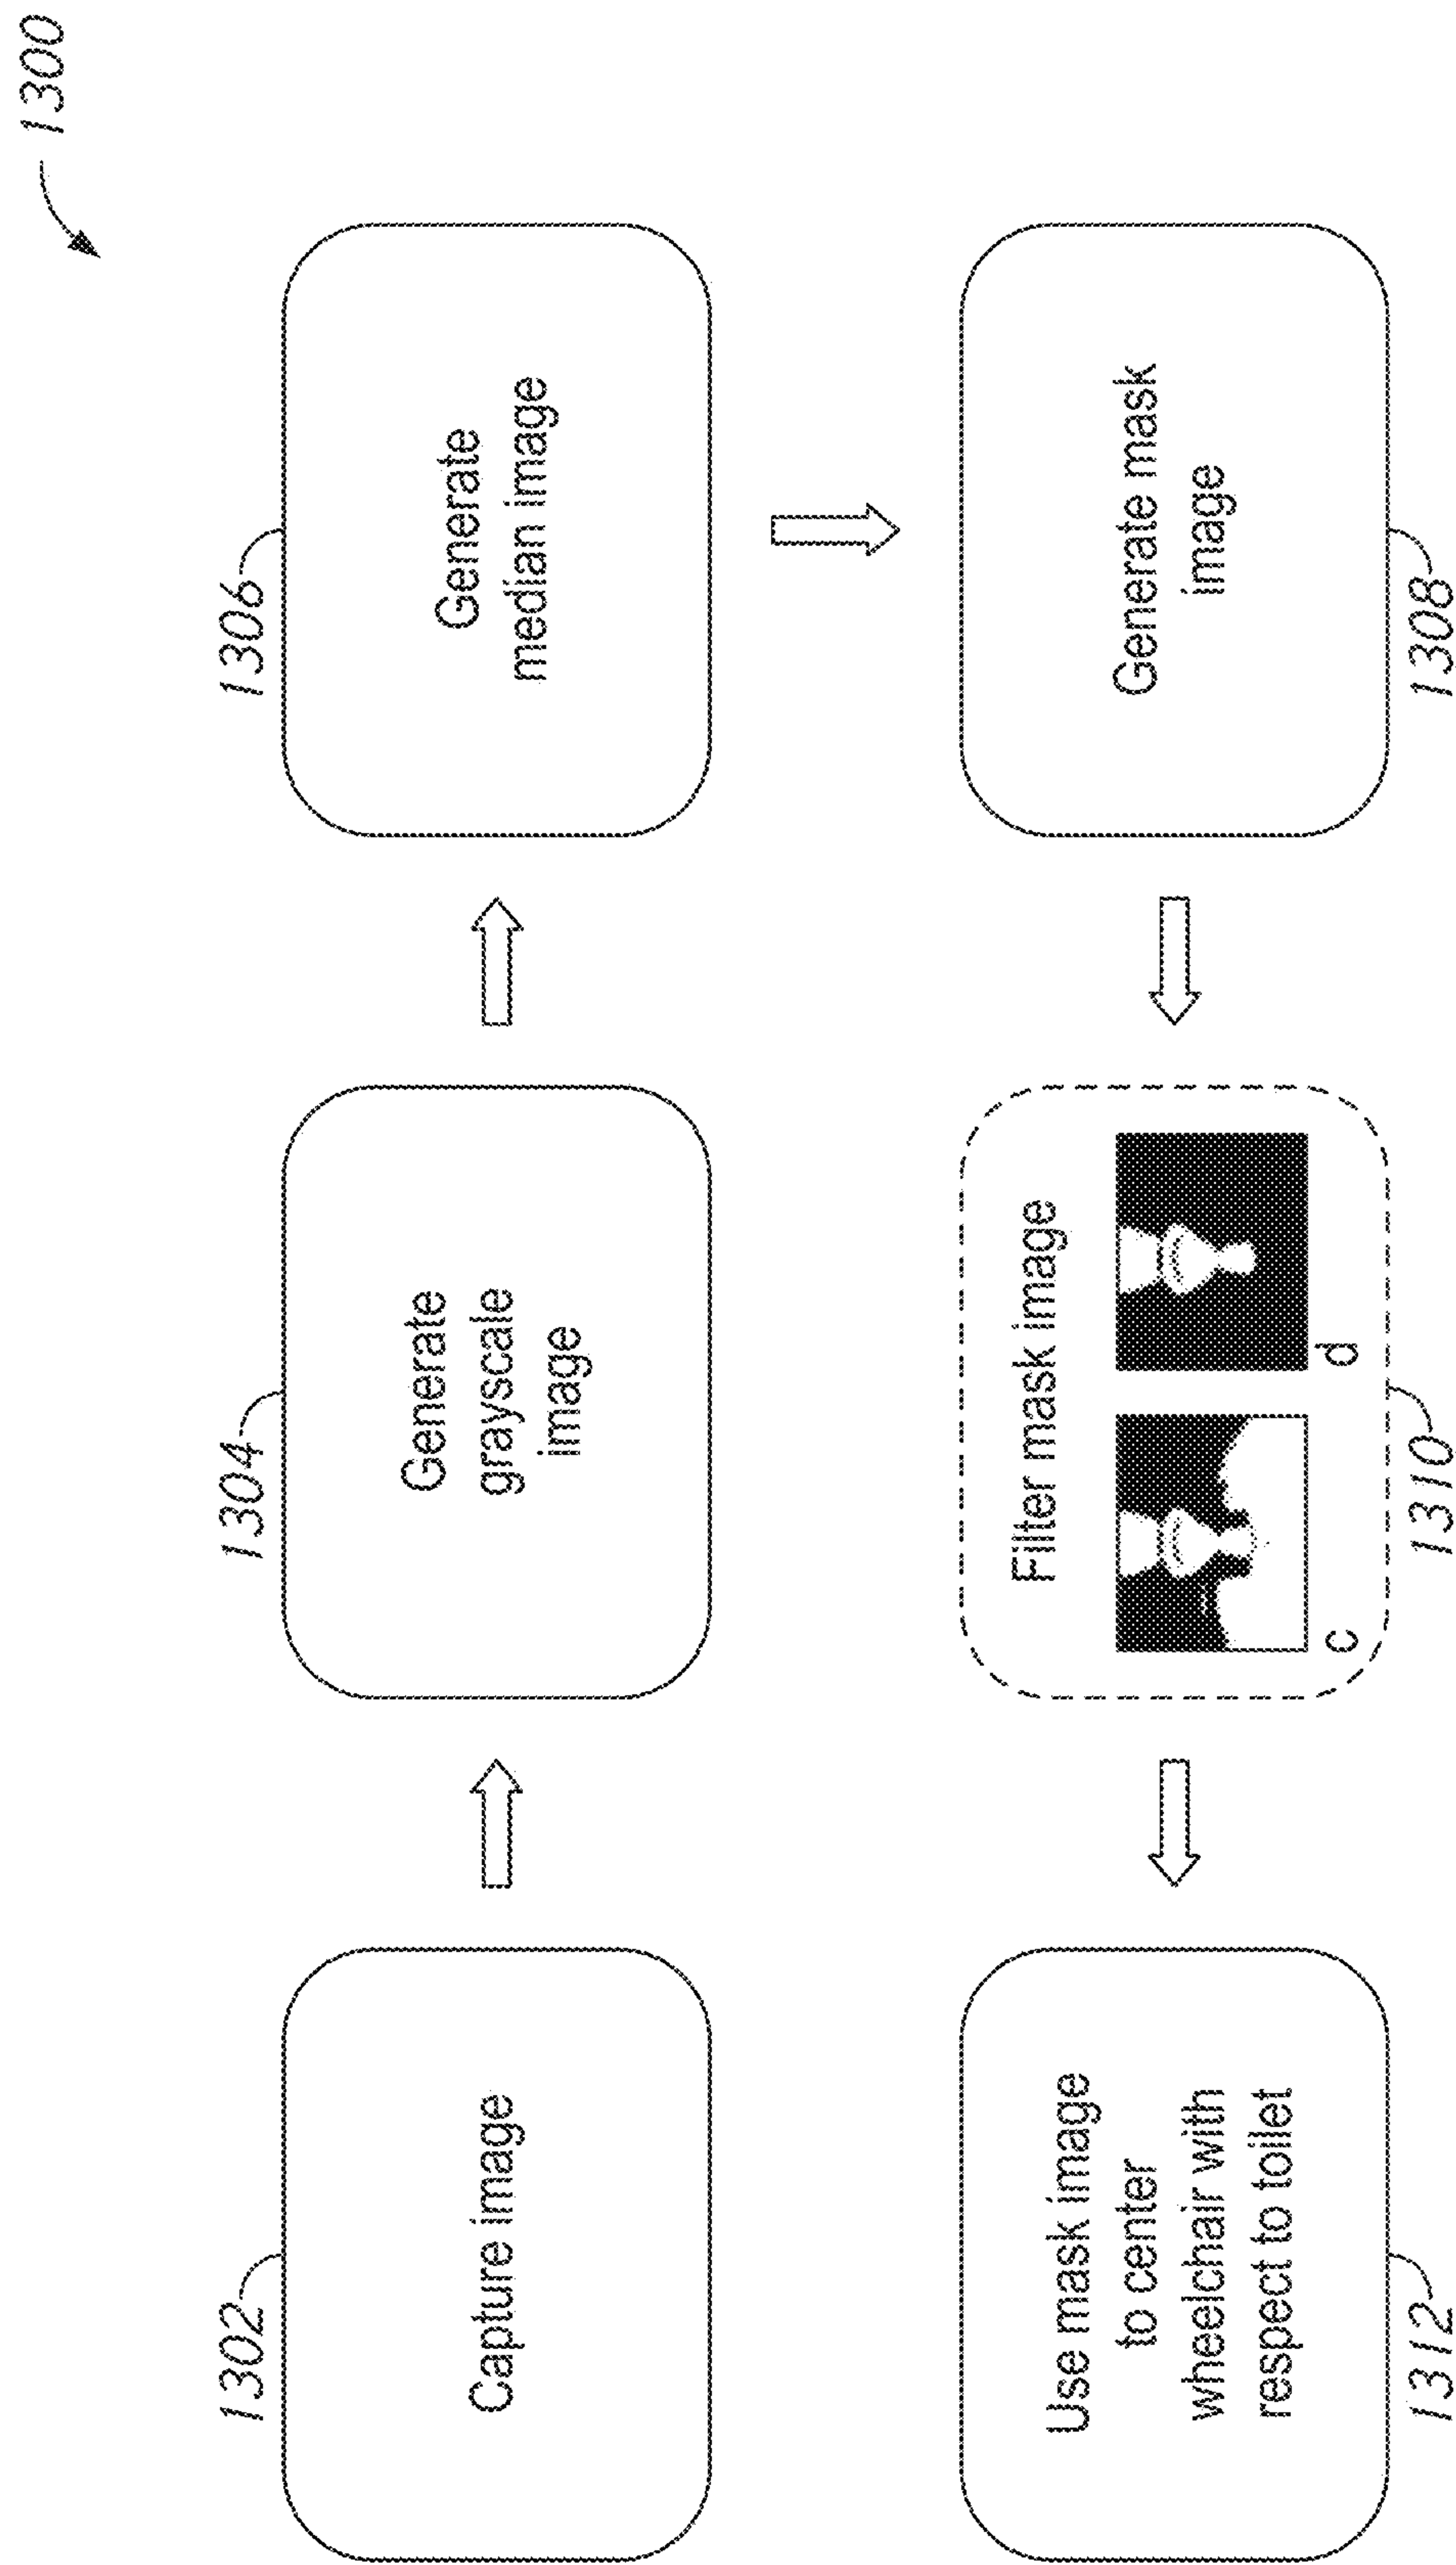 1300
1302
Capture image
1304
Generate
grayscale
image
1306
Generate
median image
1308
Generate mask
image
1310
Filter mask image
c
d
1312
Use mask image
to center
wheelchair with
respect to toilet